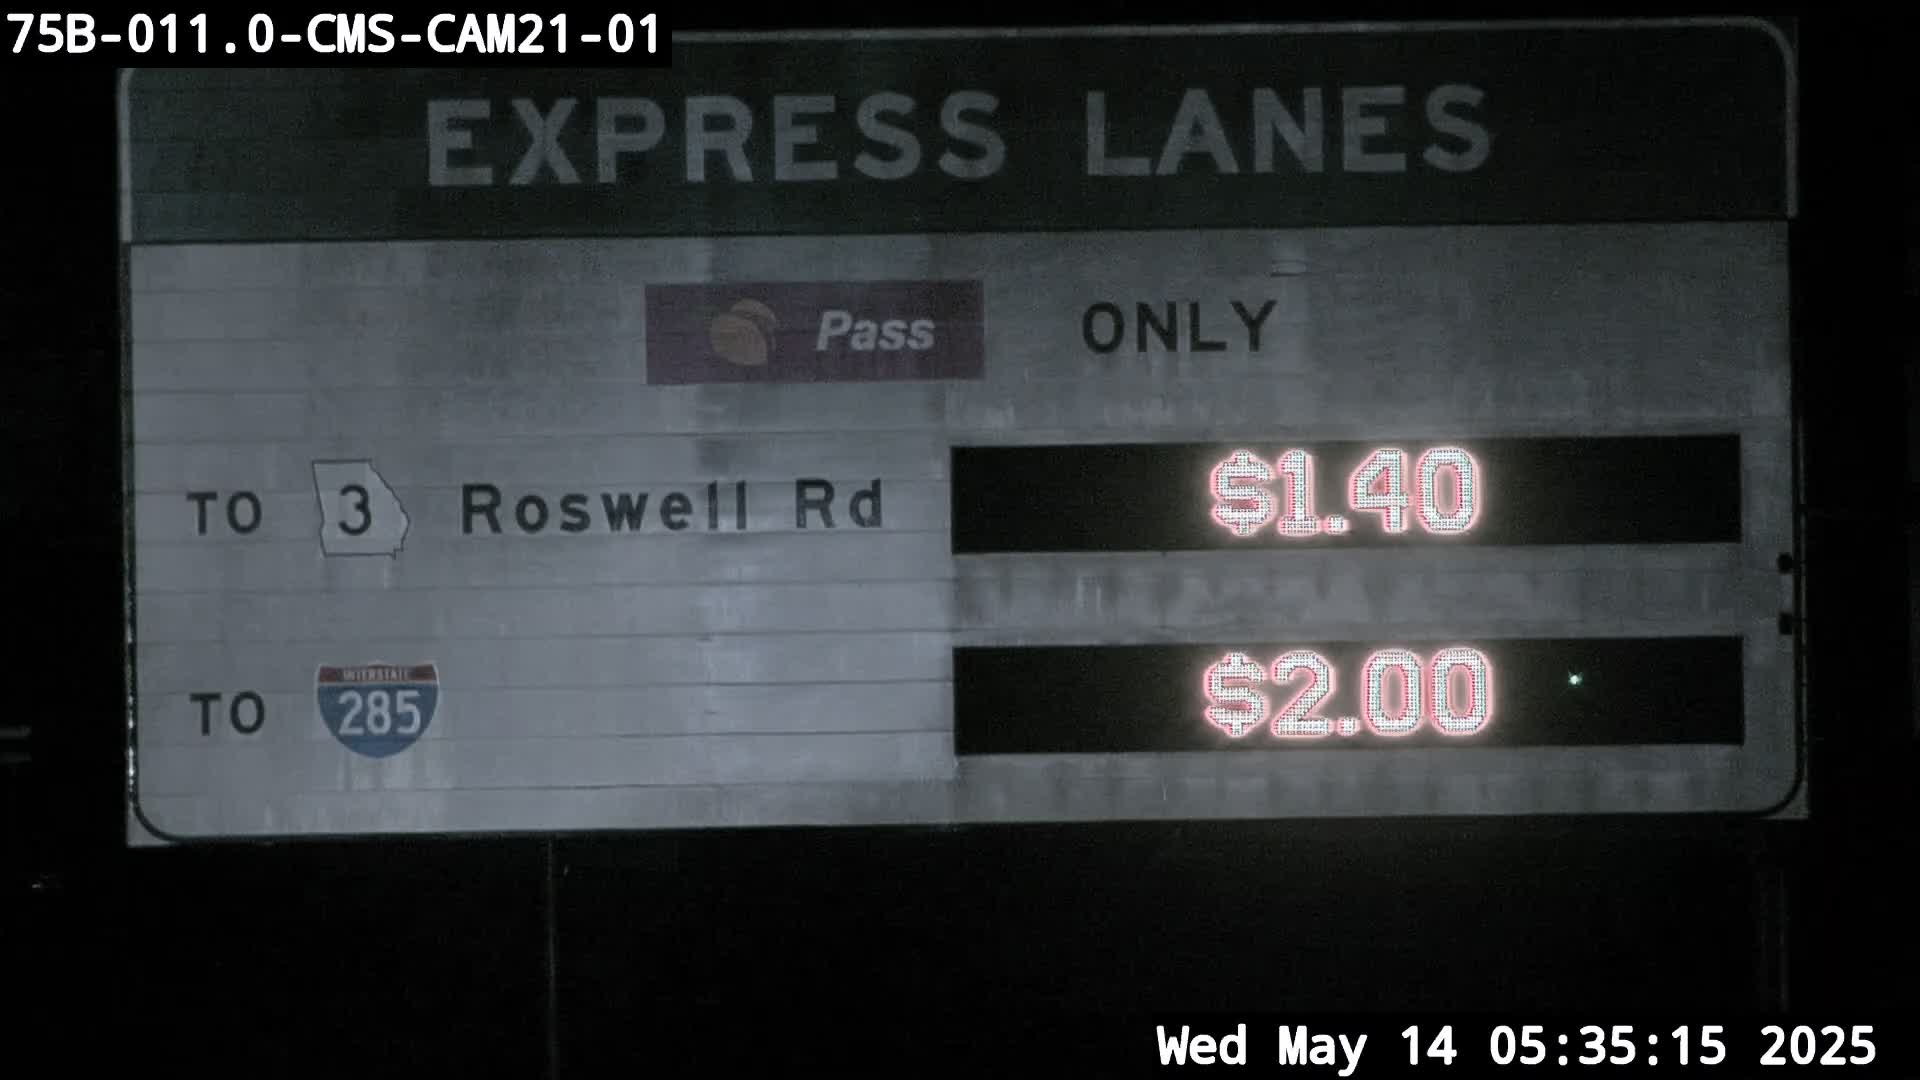 75B-011.0-CMS-CAM21-01
EXPRESS LANES
Pass ONLY
TO 3 Roswell Rd $1.40
TO INTERSTATE 285 $2.00
Wed May 14 05:35:15 2025